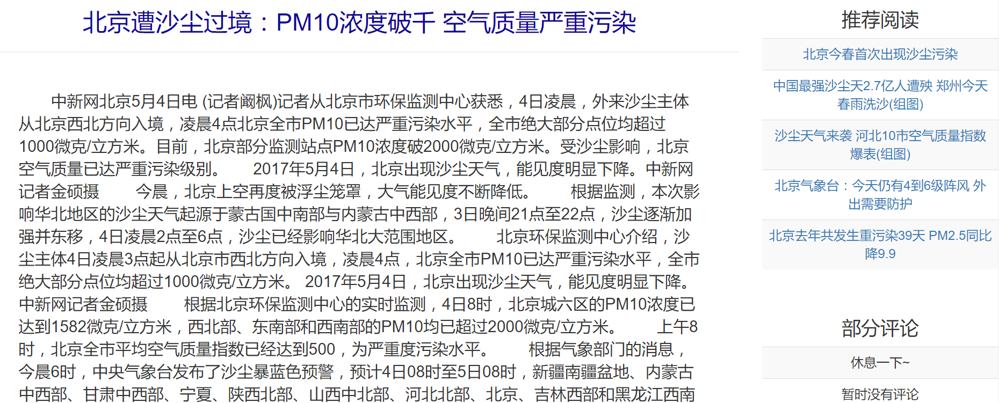 北京遭沙尘过境：PM10浓度破千 空气质量严重污染
中新网北京5月4日电 (记者阚枫)记者从北京市环保监测中心获悉，4日凌晨，外来沙尘主体
从北京西北方向入境，凌晨4点北京全市PM10已达严重污染水平，全市绝大部分点位均超过
1000微克/立方米。目前，北京部分监测站点PM10浓度破2000微克/立方米。受沙尘影响，北京
空气质量已达严重污染级别。 2017年5月4日，北京出现沙尘天气，能见度明显下降。中新网
记者金硕摄 今晨，北京上空再度被浮尘笼罩，大气能见度不断降低。 根据监测，本次影
响华北地区的沙尘天气起源于蒙古国中南部与内蒙古中西部，3日晚间21点至22点，沙尘逐渐加
强并东移，4日凌晨2点至6点，沙尘已经影响华北大范围地区。 北京环保监测中心介绍，沙
尘主体4日凌晨3点起从北京市西北方向入境，凌晨4点，北京全市PM10已达严重污染水平，全市
绝大部分点位均超过1000微克/立方米。 2017年5月4日，北京出现沙尘天气，能见度明显下降。
中新网记者金硕摄 根据北京环保监测中心的实时监测，4日8时，北京城六区的PM10浓度已
达到1582微克/立方米，西北部、东南部和西南部的PM10均已超过2000微克/立方米。 上午8
时，北京全市平均空气质量指数已经达到500，为严重度污染水平。 根据气象部门的消息，
今晨6时，中央气象台发布了沙尘暴蓝色预警，预计4日08时至5日08时，新疆南疆盆地、内蒙古
中西部、甘肃中西部、宁夏、陕西北部、山西中北部、河北北部、北京、吉林西部和黑龙江西南
推荐阅读
北京今春首次出现沙尘污染
中国最强沙尘天2.7亿人遭殃 郑州今天
春雨洗沙(组图)
沙尘天气来袭 河北10市空气质量指数
爆表(组图)
北京气象台：今天仍有4到6级阵风 外
出需要防护
北京去年共发生重污染39天 PM2.5同比
降9.9
部分评论
休息一下~
暂时没有评论